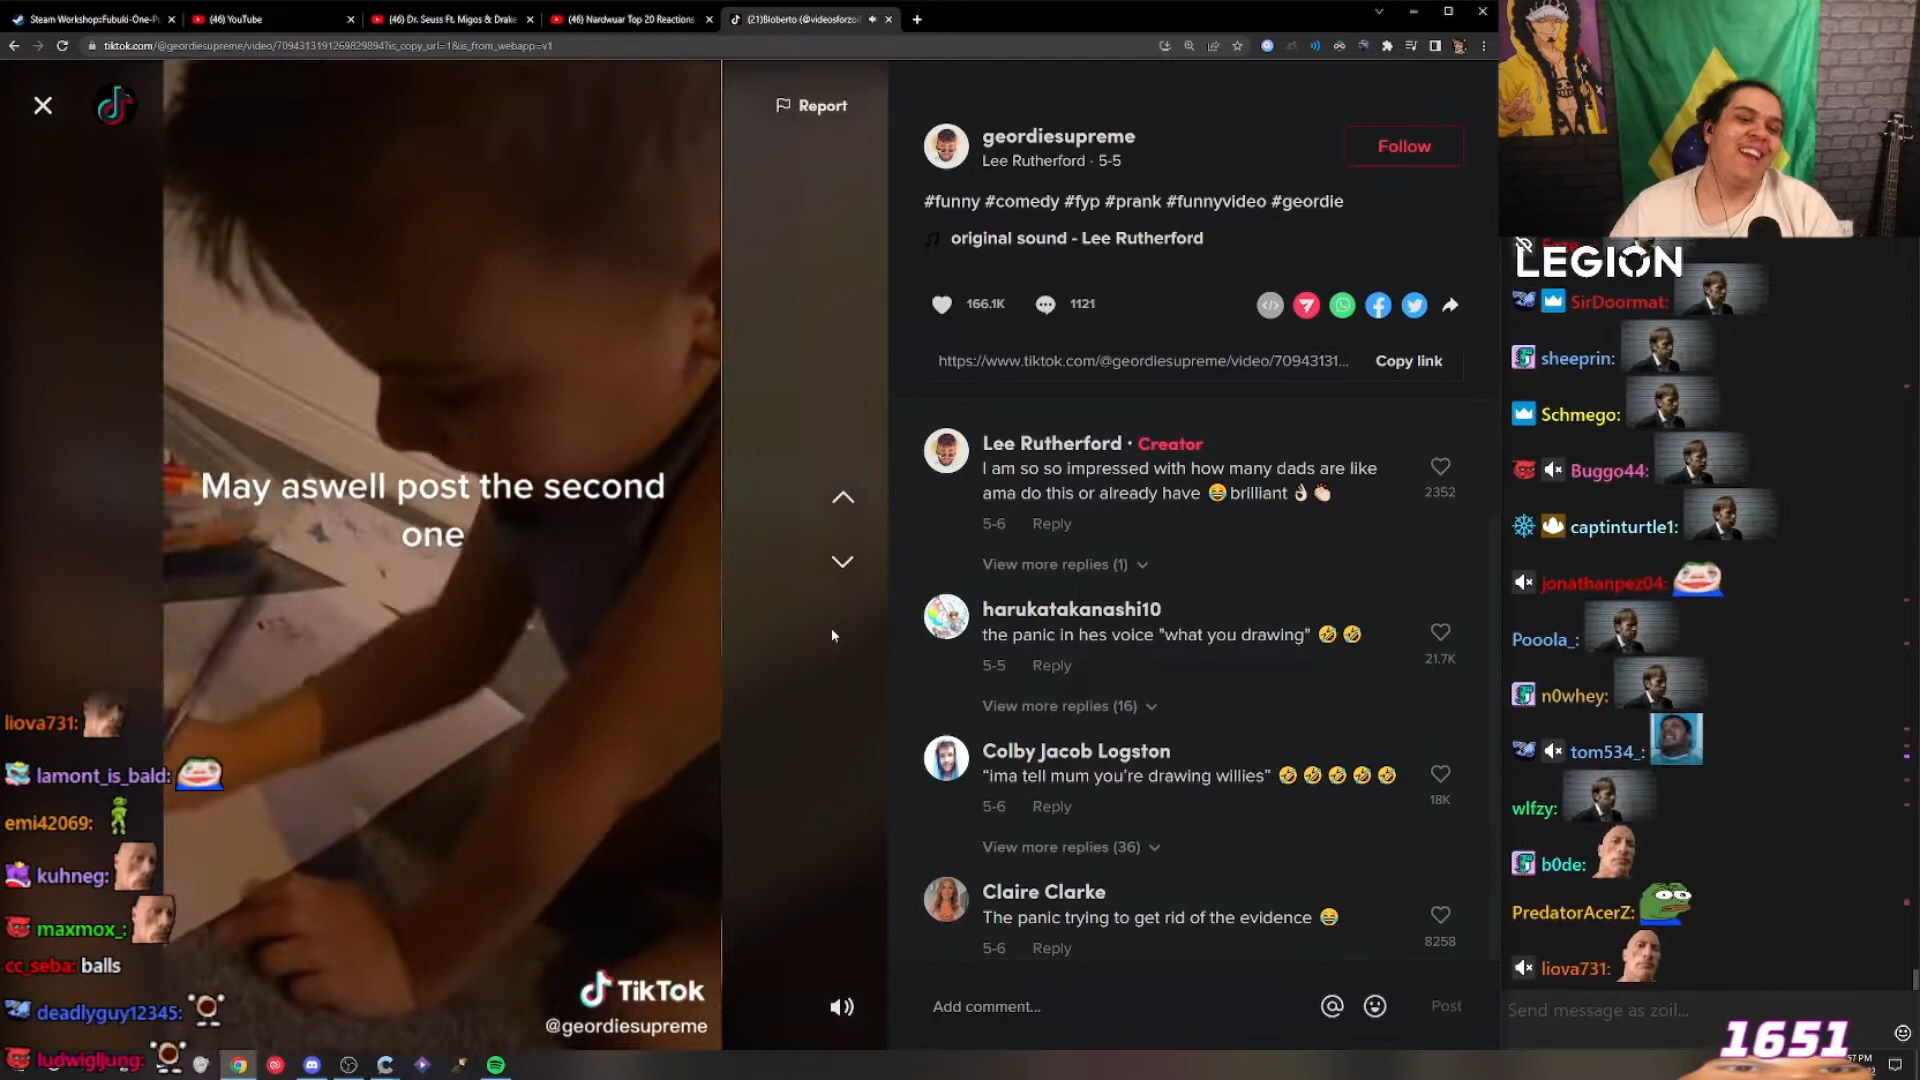 Steam Workshop::Fubuki-One-Pu
(46) YouTube
(46) Dr. Seuss Ft. Migos & Drake
(46) Nardwuar Top 20 Reactions
(21)Bioberto (@videosforzoil
tiktok.com/@geordiesupreme/video/7094313191269829894?is_copy_url=1&is_from_webapp=v1
Report
geordiesupreme
Lee Rutherford · 5-5
Follow
#funny #comedy #fyp #prank #funnyvideo #geordie
original sound - Lee Rutherford
166.1K
1121
https://www.tiktok.com/@geordiesupreme/video/70943131...
Copy link
May aswell post the second
one
Lee Rutherford · Creator
I am so so impressed with how many dads are like
ama do this or already have 😂 brilliant 👌🏻👏🏻
2352
5-6 Reply
View more replies (1)
harukatakanashi10
the panic in hes voice "what you drawing" 🤣 🤣
21.7K
5-5 Reply
View more replies (16)
Colby Jacob Logston
“ima tell mum you’re drawing willies” 🤣 🤣 🤣 🤣 🤣
18K
5-6 Reply
View more replies (36)
Claire Clarke
The panic trying to get rid of the evidence 😂
8258
5-6 Reply
Add comment...
Post
TikTok
@geordiesupreme
liova731:
lamont_is_bald:
emi42069:
kuhneg:
maxmox_:
cc_seba: balls
deadlyguy12345:
ludwigljung:
LEGION
SirDoormat:
sheeprin:
Schmego:
Buggo44:
captinturtle1:
jonathanpez04:
Pooola_:
n0whey:
tom534_:
wlfzy:
b0de:
PredatorAcerZ:
liova731:
Send message as zoil...
1651